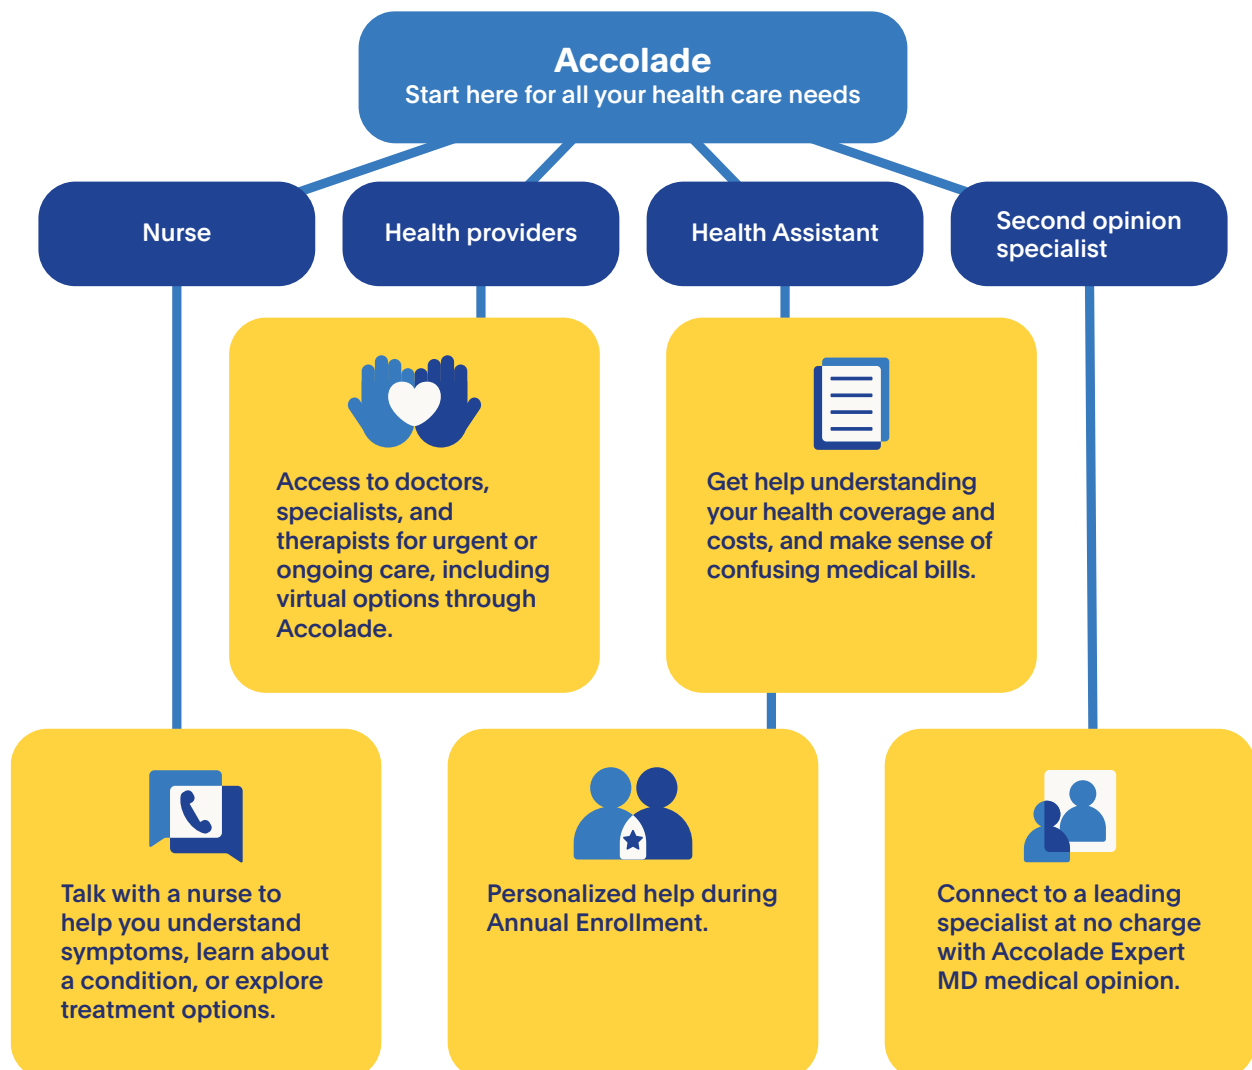 Accolade
Start here for all your health care needs
Nurse
Health providers
Health Assistant
Second opinion
specialist
Access to doctors,
specialists, and
therapists for urgent or
ongoing care, including
virtual options through
Accolade.
Get help understanding
your health coverage and
costs, and make sense of
confusing medical bills.
Talk with a nurse to
help you understand
symptoms, learn about
a condition, or explore
treatment options.
Personalized help during
Annual Enrollment.
Connect to a leading
specialist at no charge
with Accolade Expert
MD medical opinion.